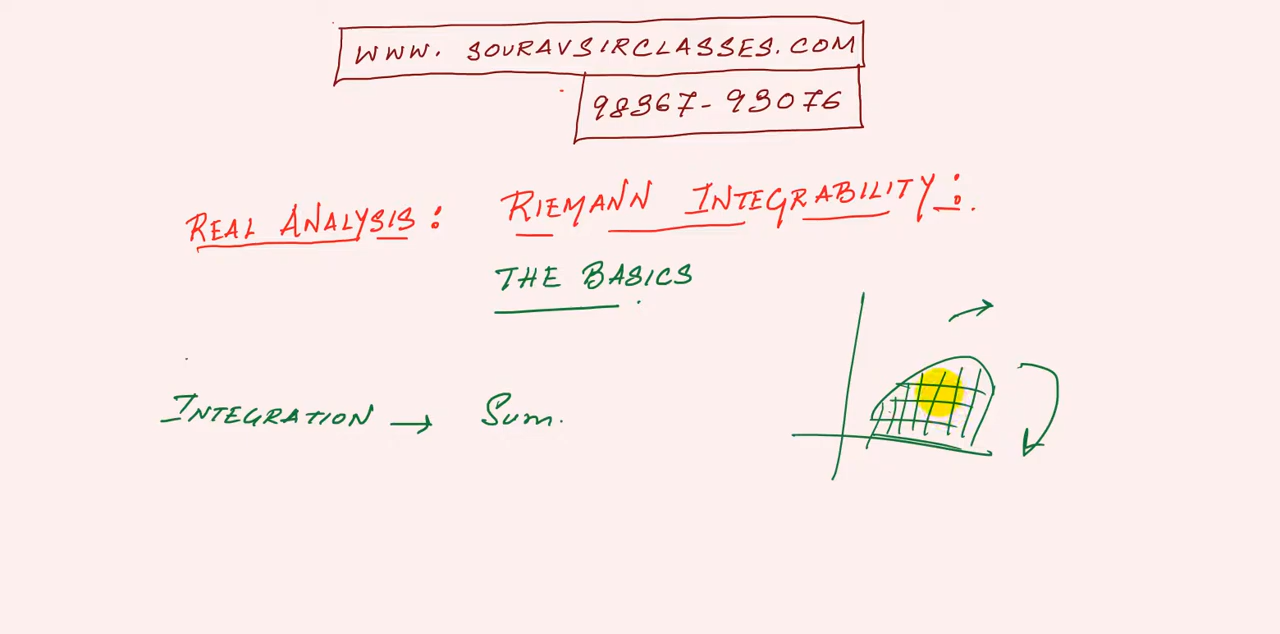 WWW. SOURAVSIRCLASSES.COM
98367-93076
REAL ANALYSIS: RIEMANN INTEGRABILITY:
THE BASICS
INTEGRATION → Sum.